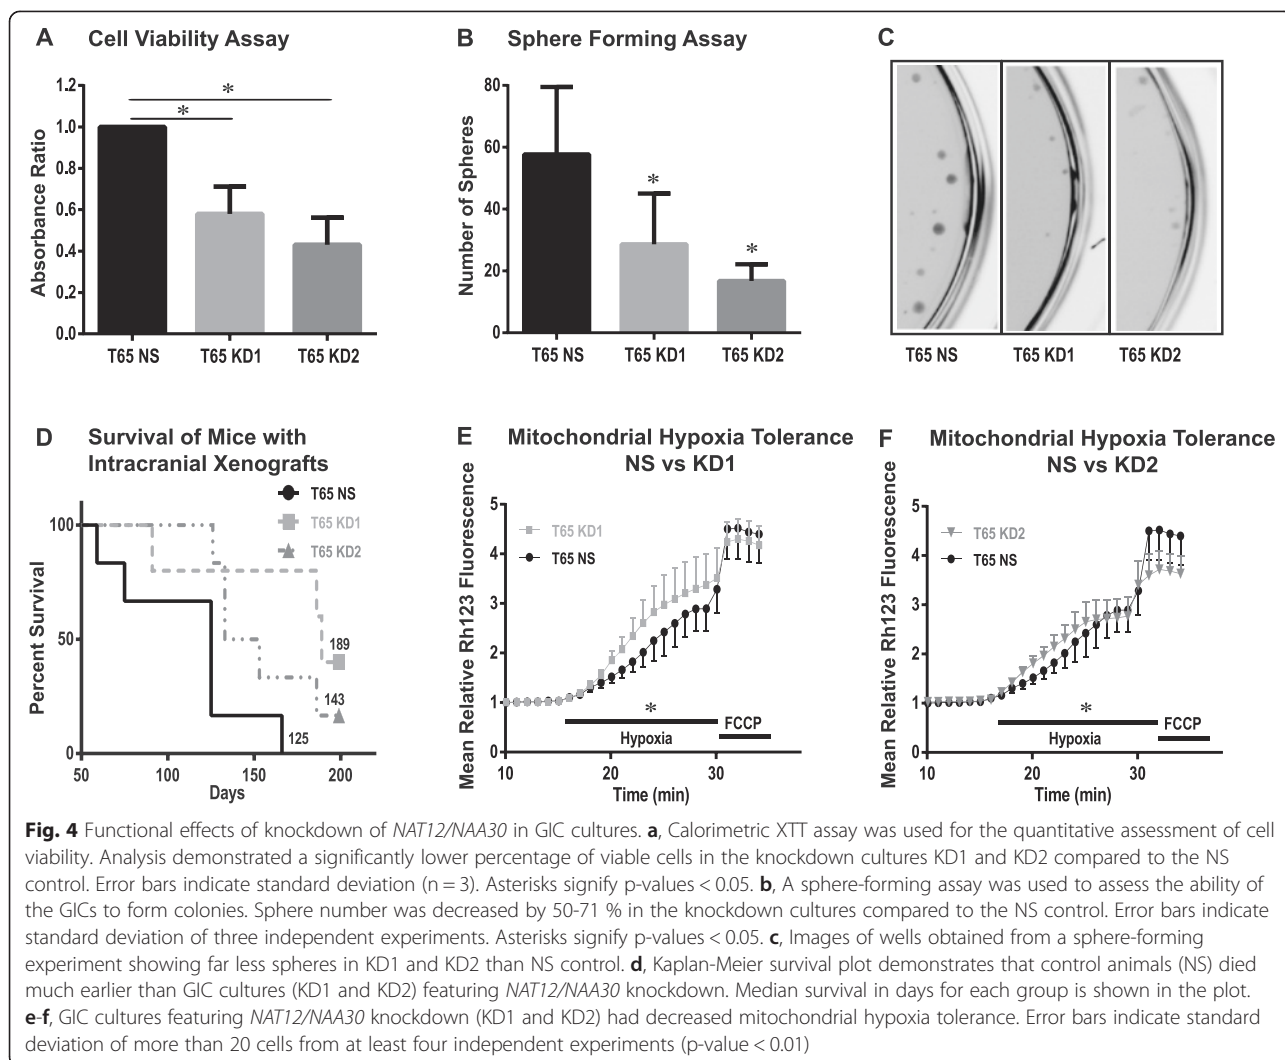 A Cell Viability Assay
1.2
1.0
0.8
0.6
0.4
0.2
0.0
Absorbance Ratio
*
*
T65 NS T65 KD1 T65 KD2
B Sphere Forming Assay
80
60
40
20
0
Number of Spheres
*
*
T65 NS T65 KD1 T65 KD2
C
T65 NS T65 KD1 T65 KD2
D Survival of Mice with
Intracranial Xenografts
T65 NS
T65 KD1
T65 KD2
100
50
0
Percent Survival
189
143
125
50 100 150 200
Days
E Mitochondrial Hypoxia Tolerance
NS vs KD1
5
4
3
2
1
0
Mean Relative Rh123 Fluorescence
T65 KD1
T65 NS
* FCCP
Hypoxia
10 20 30
Time (min)
F Mitochondrial Hypoxia Tolerance
NS vs KD2
5
4
3
2
1
0
Mean Relative Rh123 Fluorescence
T65 KD2
T65 NS
* FCCP
Hypoxia
10 20 30
Time (min)
Fig. 4 Functional effects of knockdown of NAT12/NAA30 in GIC cultures. a, Calorimetric XTT assay was used for the quantitative assessment of cell
viability. Analysis demonstrated a significantly lower percentage of viable cells in the knockdown cultures KD1 and KD2 compared to the NS
control. Error bars indicate standard deviation (n = 3). Asterisks signify p-values < 0.05. b, A sphere-forming assay was used to assess the ability of
the GICs to form colonies. Sphere number was decreased by 50-71 % in the knockdown cultures compared to the NS control. Error bars indicate
standard deviation of three independent experiments. Asterisks signify p-values < 0.05. c, Images of wells obtained from a sphere-forming
experiment showing far less spheres in KD1 and KD2 than NS control. d, Kaplan-Meier survival plot demonstrates that control animals (NS) died
much earlier than GIC cultures (KD1 and KD2) featuring NAT12/NAA30 knockdown. Median survival in days for each group is shown in the plot.
e-f, GIC cultures featuring NAT12/NAA30 knockdown (KD1 and KD2) had decreased mitochondrial hypoxia tolerance. Error bars indicate standard
deviation of more than 20 cells from at least four independent experiments (p-value < 0.01)